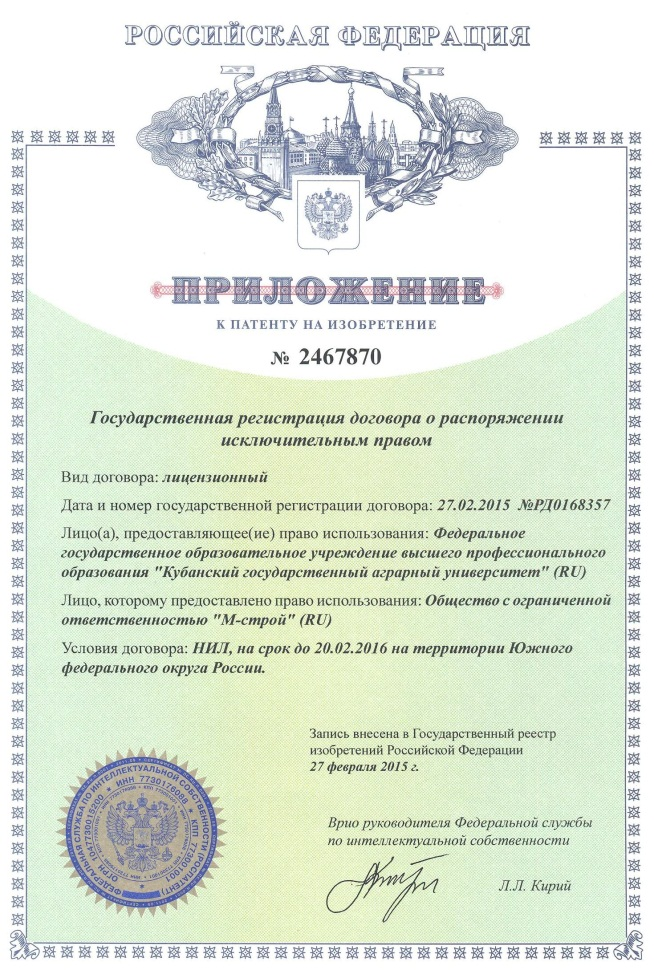 РОССИЙСКАЯ ФЕДЕРАЦИЯ
ПРИЛОЖЕНИЕ
К ПАТЕНТУ НА ИЗОБРЕТЕНИЕ
№ 2467870
Государственная регистрация договора о распоряжении
исключительным правом
Вид договора: лицензионный
Дата и номер государственной регистрации договора: 27.02.2015 №РД0168357
Лицо(а), предоставляющее(ие) право использования: Федеральное
государственное образовательное учреждение высшего профессионального
образования "Кубанский государственный аграрный университет" (RU)
Лицо, которому предоставлено право использования: Общество с ограниченной
ответственностью "М-строй" (RU)
Условия договора: НИЛ, на срок до 20.02.2016 на территории Южного
федерального округа России.
Запись внесена в Государственный реестр
изобретений Российской Федерации
27 февраля 2015 г.
Врио руководителя Федеральной службы
по интеллектуальной собственности
Л.Л. Кирий
ФЕДЕРАЛЬНАЯ СЛУЖБА ПО ИНТЕЛЛЕКТУАЛЬНОЙ СОБСТВЕННОСТИ (РОСПАТЕНТ)
ОГРН 1047730015200 * ИНН 7730176088 * КПП 773001001